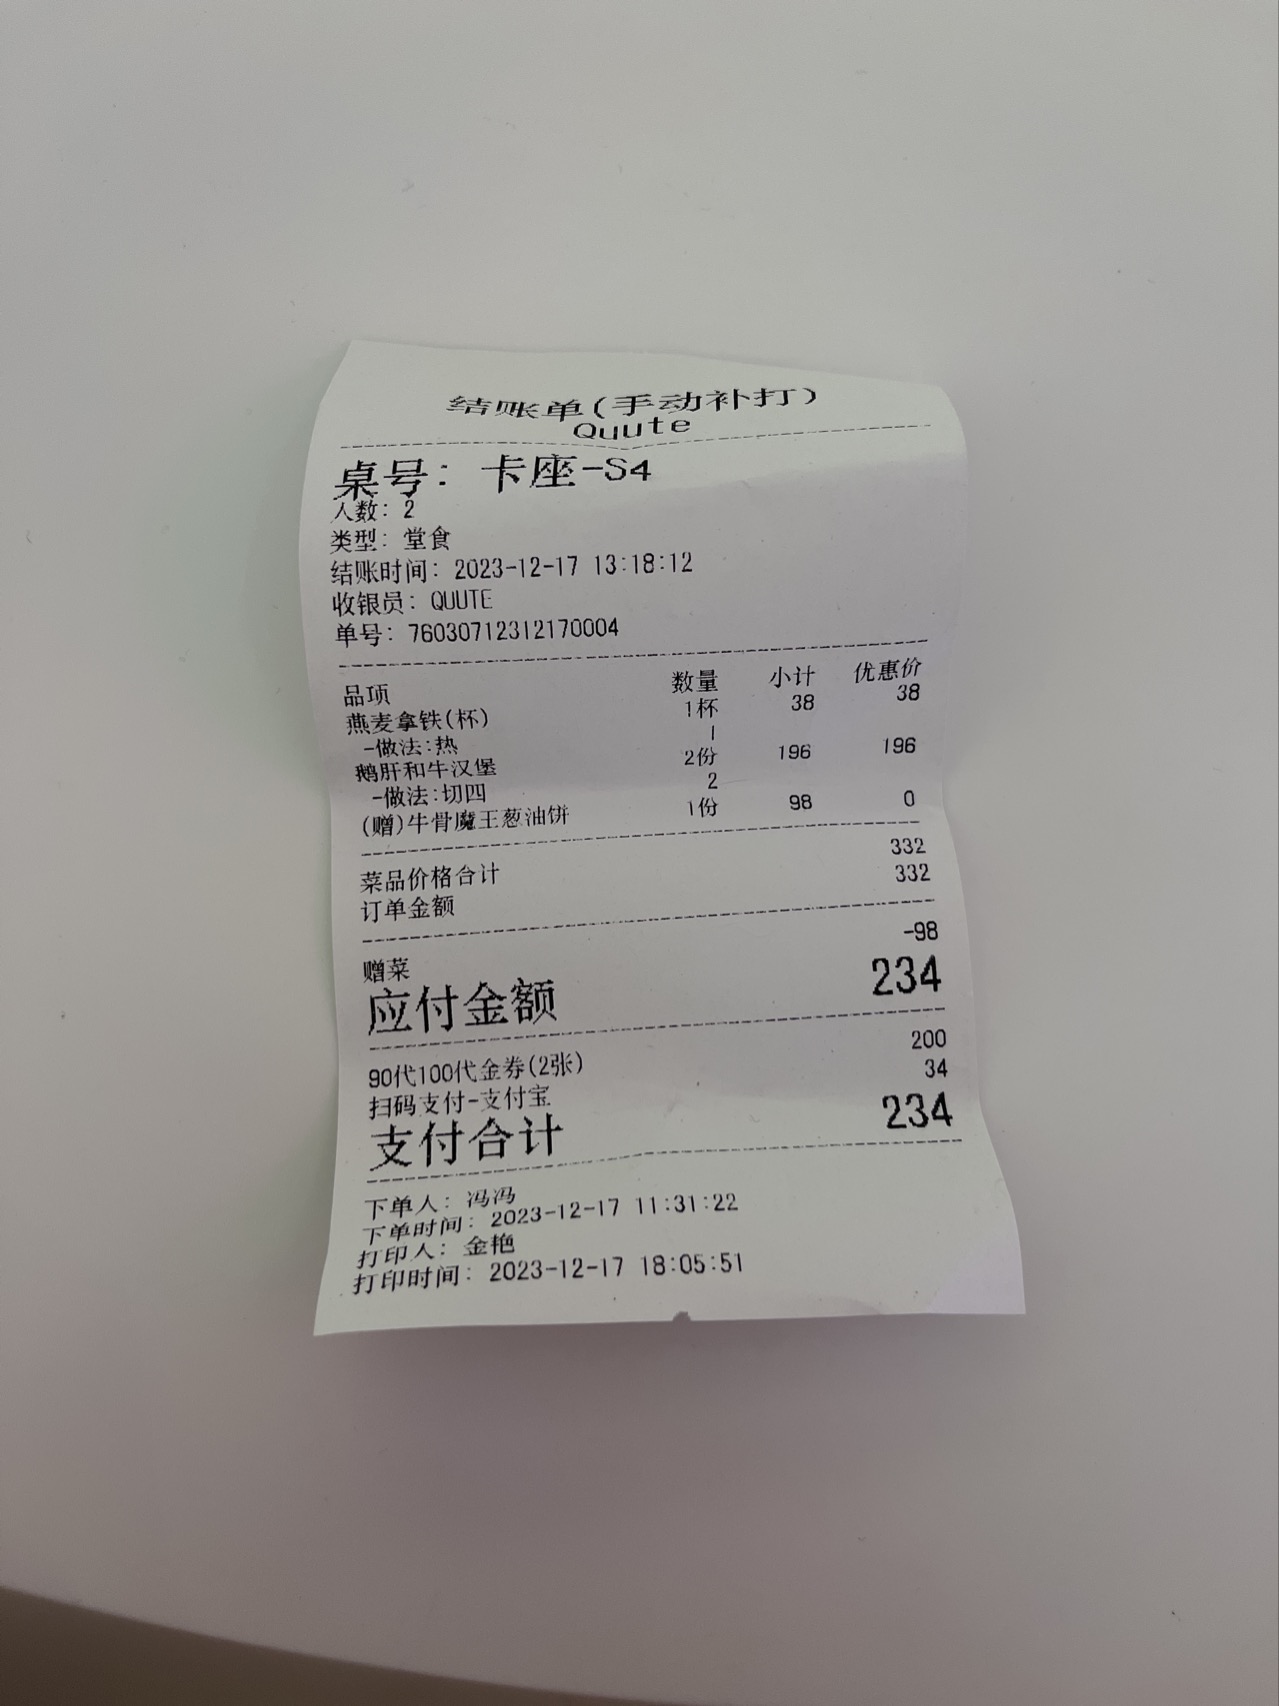 结账单(手动补打)
Quute
桌号: 卡座-S4
人数: 2
类型: 堂食
结账时间: 2023-12-17 13:18:12
收银员: QUUTE
单号: 76030712312170004
品项 数量 小计 优惠价
燕麦拿铁(杯) 1杯 38 38
-做法:热 1
鹅肝和牛汉堡 2份 196 196
-做法:切四 2
(赠)牛骨魔王葱油饼 1份 98 0
菜品价格合计 332
订单金额 332
赠菜 -98
应付金额 234
90代100代金券(2张) 200
扫码支付-支付宝 34
支付合计 234
下单人: 冯冯
下单时间: 2023-12-17 11:31:22
打印人: 金艳
打印时间: 2023-12-17 18:05:51